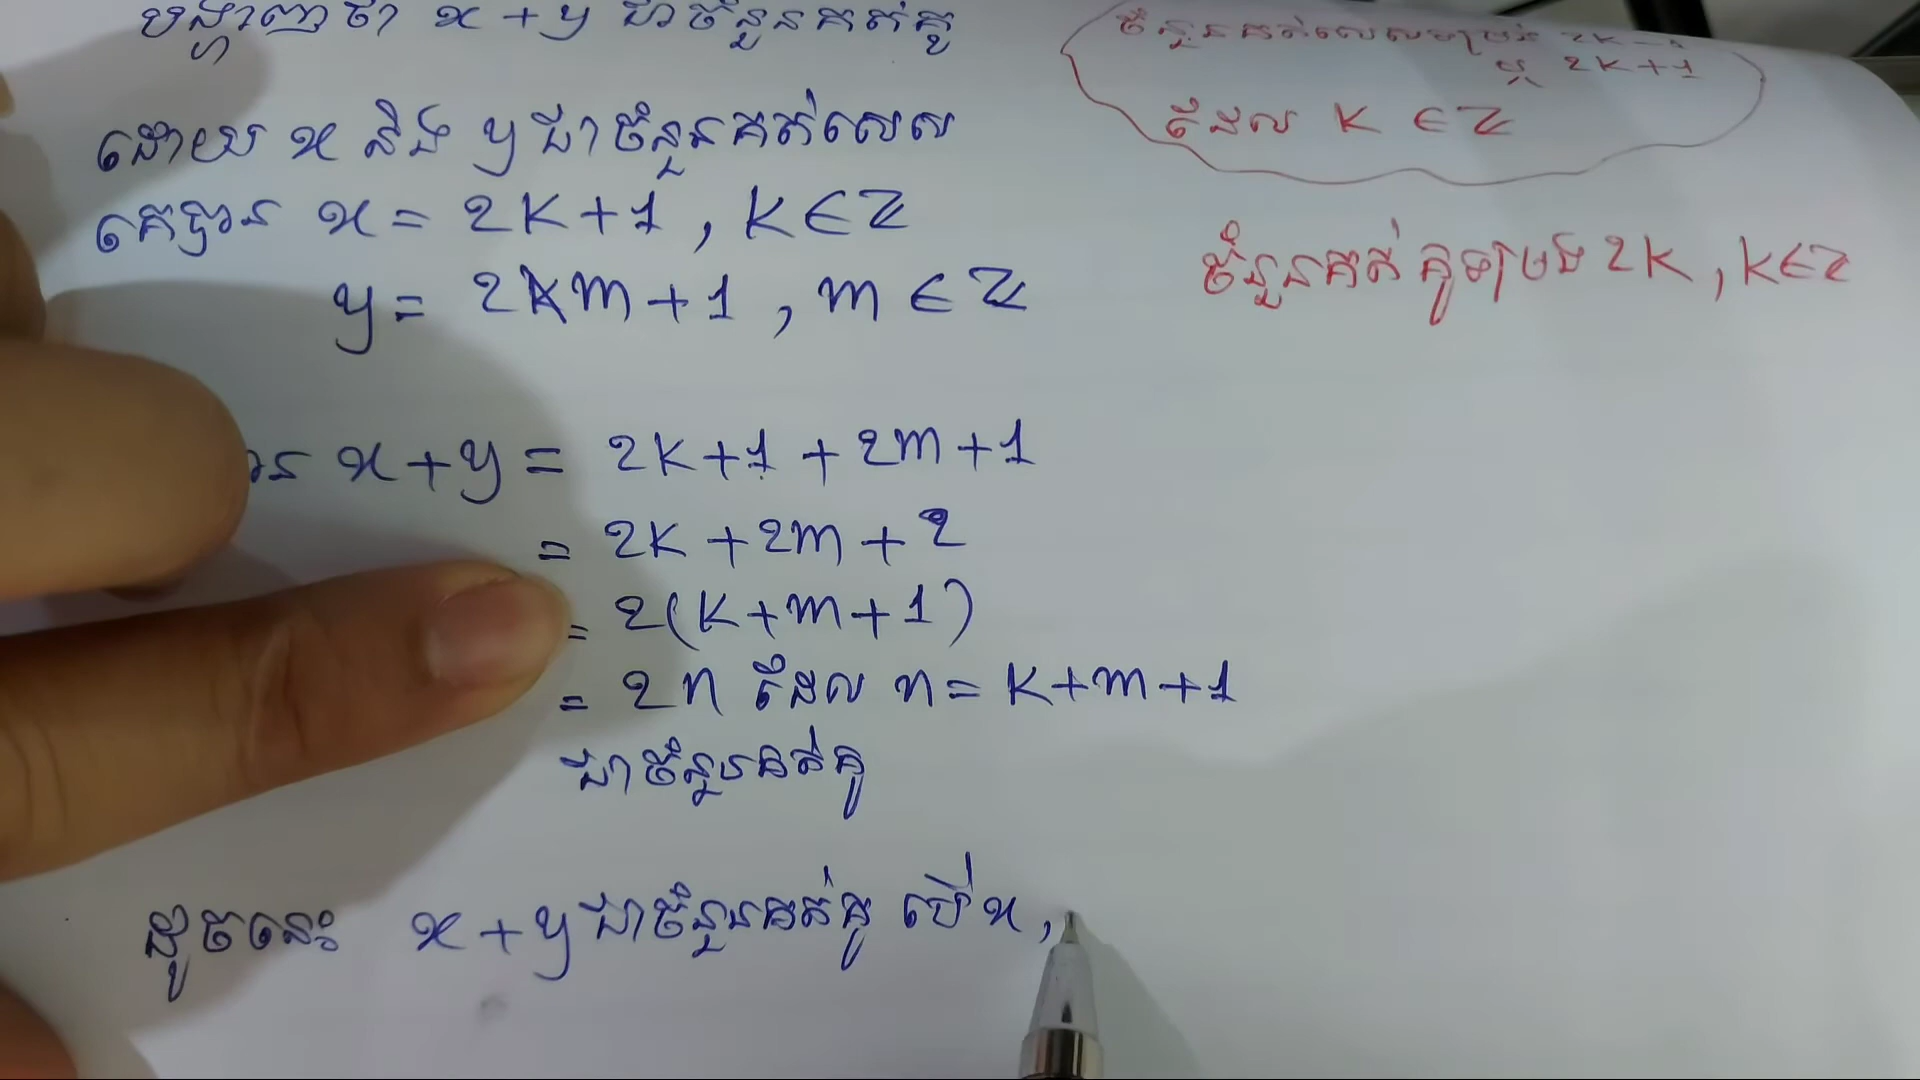 បង្ហាញថា x + y ជាចំនួនគត់គូ
ដោយ x និង y ជាចំនួនគត់សេស
គេបាន x = 2K+1 , K ∈ Z
y = 2m+1 , m ∈ Z
x+y = 2K+1 + 2m+1
= 2K + 2m + 2
= 2(K+m+1)
= 2n ដែល n = K+m+1
ជាចំនួនគត់គូ
ដូចនេះ x + y ជាចំនួនគត់គូ បើ x ,
ចំនួនគត់សេសទម្រង់ 2K-1
ឬ 2K+1
ដែល K ∈ Z
ចំនួនគត់គូទម្រង់ 2K , K∈Z